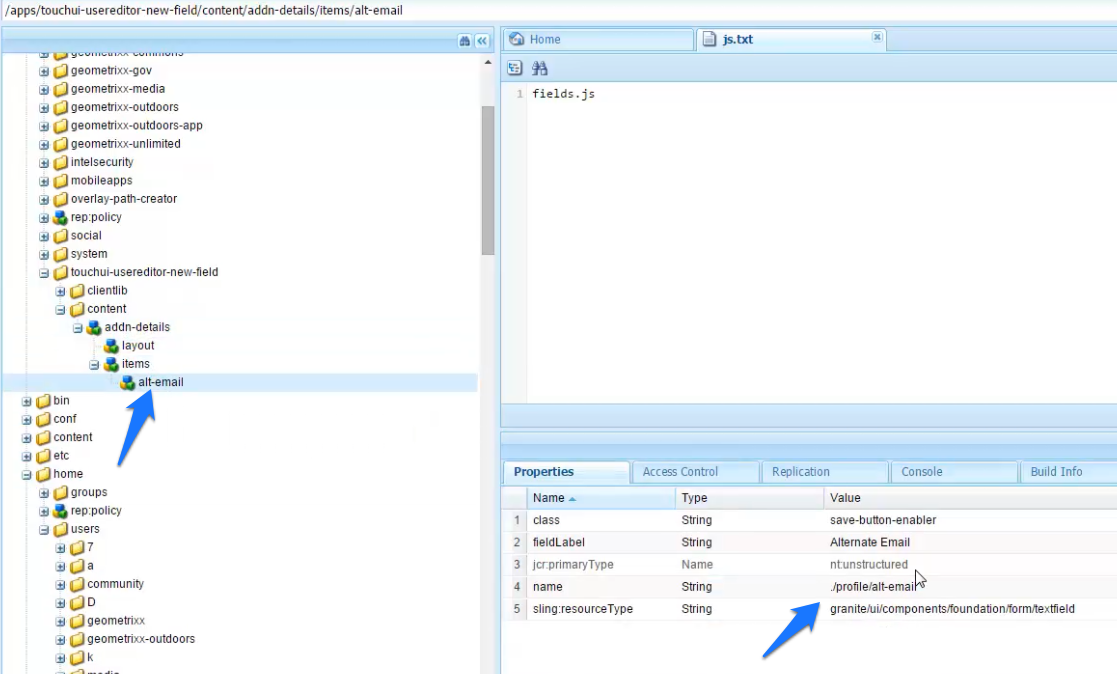 /apps/touchui-usereditor-new-field/content/addn-details/items/alt-email
geometrixx-commons
geometrixx-gov
geometrixx-media
geometrixx-outdoors
geometrixx-outdoors-app
geometrixx-unlimited
intelsecurity
mobileapps
overlay-path-creator
rep:policy
social
system
touchui-usereditor-new-field
clientlib
content
addn-details
layout
items
alt-email
bin
conf
content
etc
home
groups
rep:policy
users
7
a
community
D
geometrixx
geometrixx-outdoors
k
media
Home
js.txt
1 fields.js
Properties Access Control Replication Console Build Info
Name Type Value
1 class String save-button-enabler
2 fieldLabel String Alternate Email
3 jcr:primaryType Name nt:unstructured
4 name String ./profile/alt-email
5 sling:resourceType String granite/ui/components/foundation/form/textfield